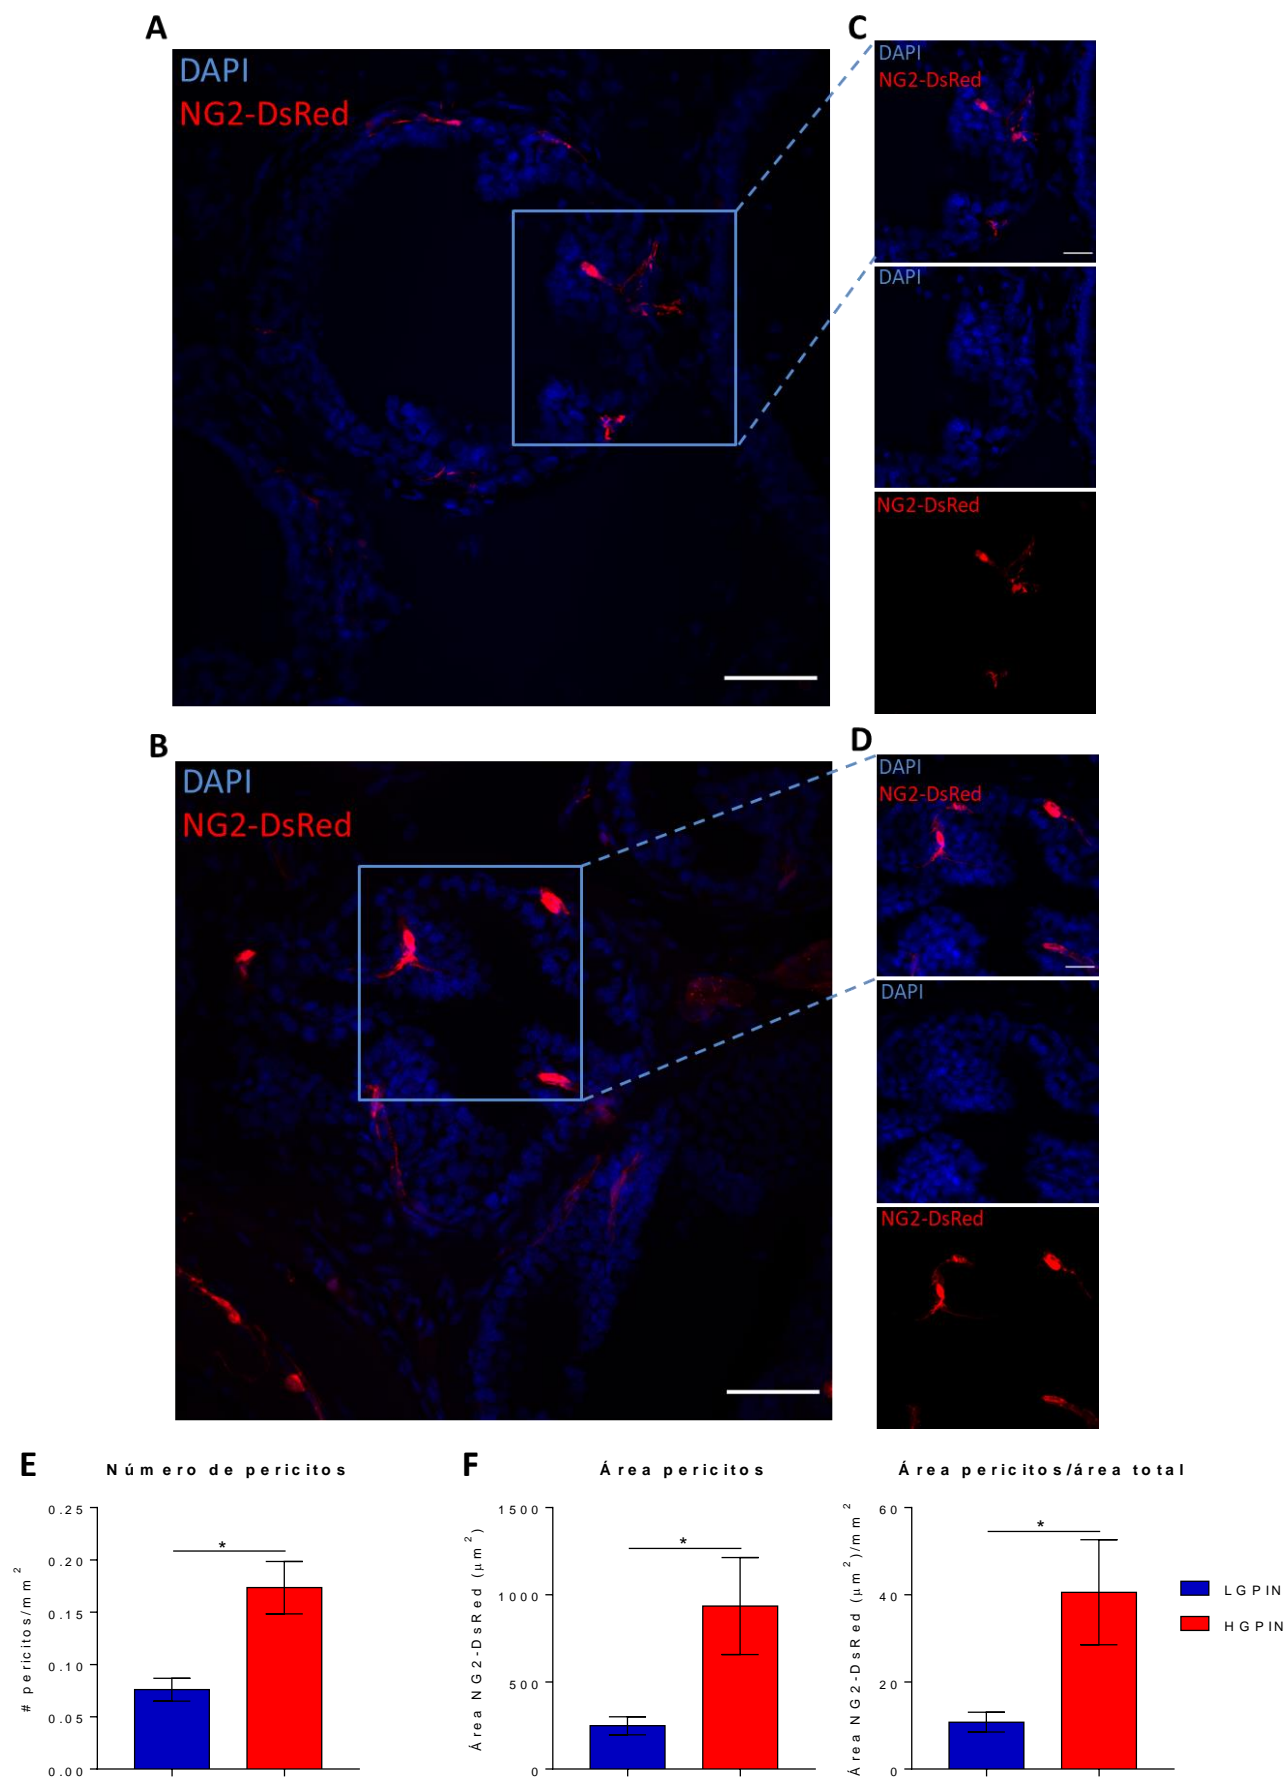 A
DAPI
NG2-DsRed
C
DAPI
NG2-DsRed
DAPI
NG2-DsRed
B
DAPI
NG2-DsRed
D
DAPI
NG2-DsRed
DAPI
NG2-DsRed
E
Número de pericitos
# pericitos/mm²
0.25
0.20
0.15
0.10
0.05
0.00
*
F
Área pericitos
Área NG2-DsRed (µm²)
1500
1000
500
0
*
Área pericitos/área total
Área NG2-DsRed (µm²)/mm²
60
40
20
0
*
LGPIN
HGPIN